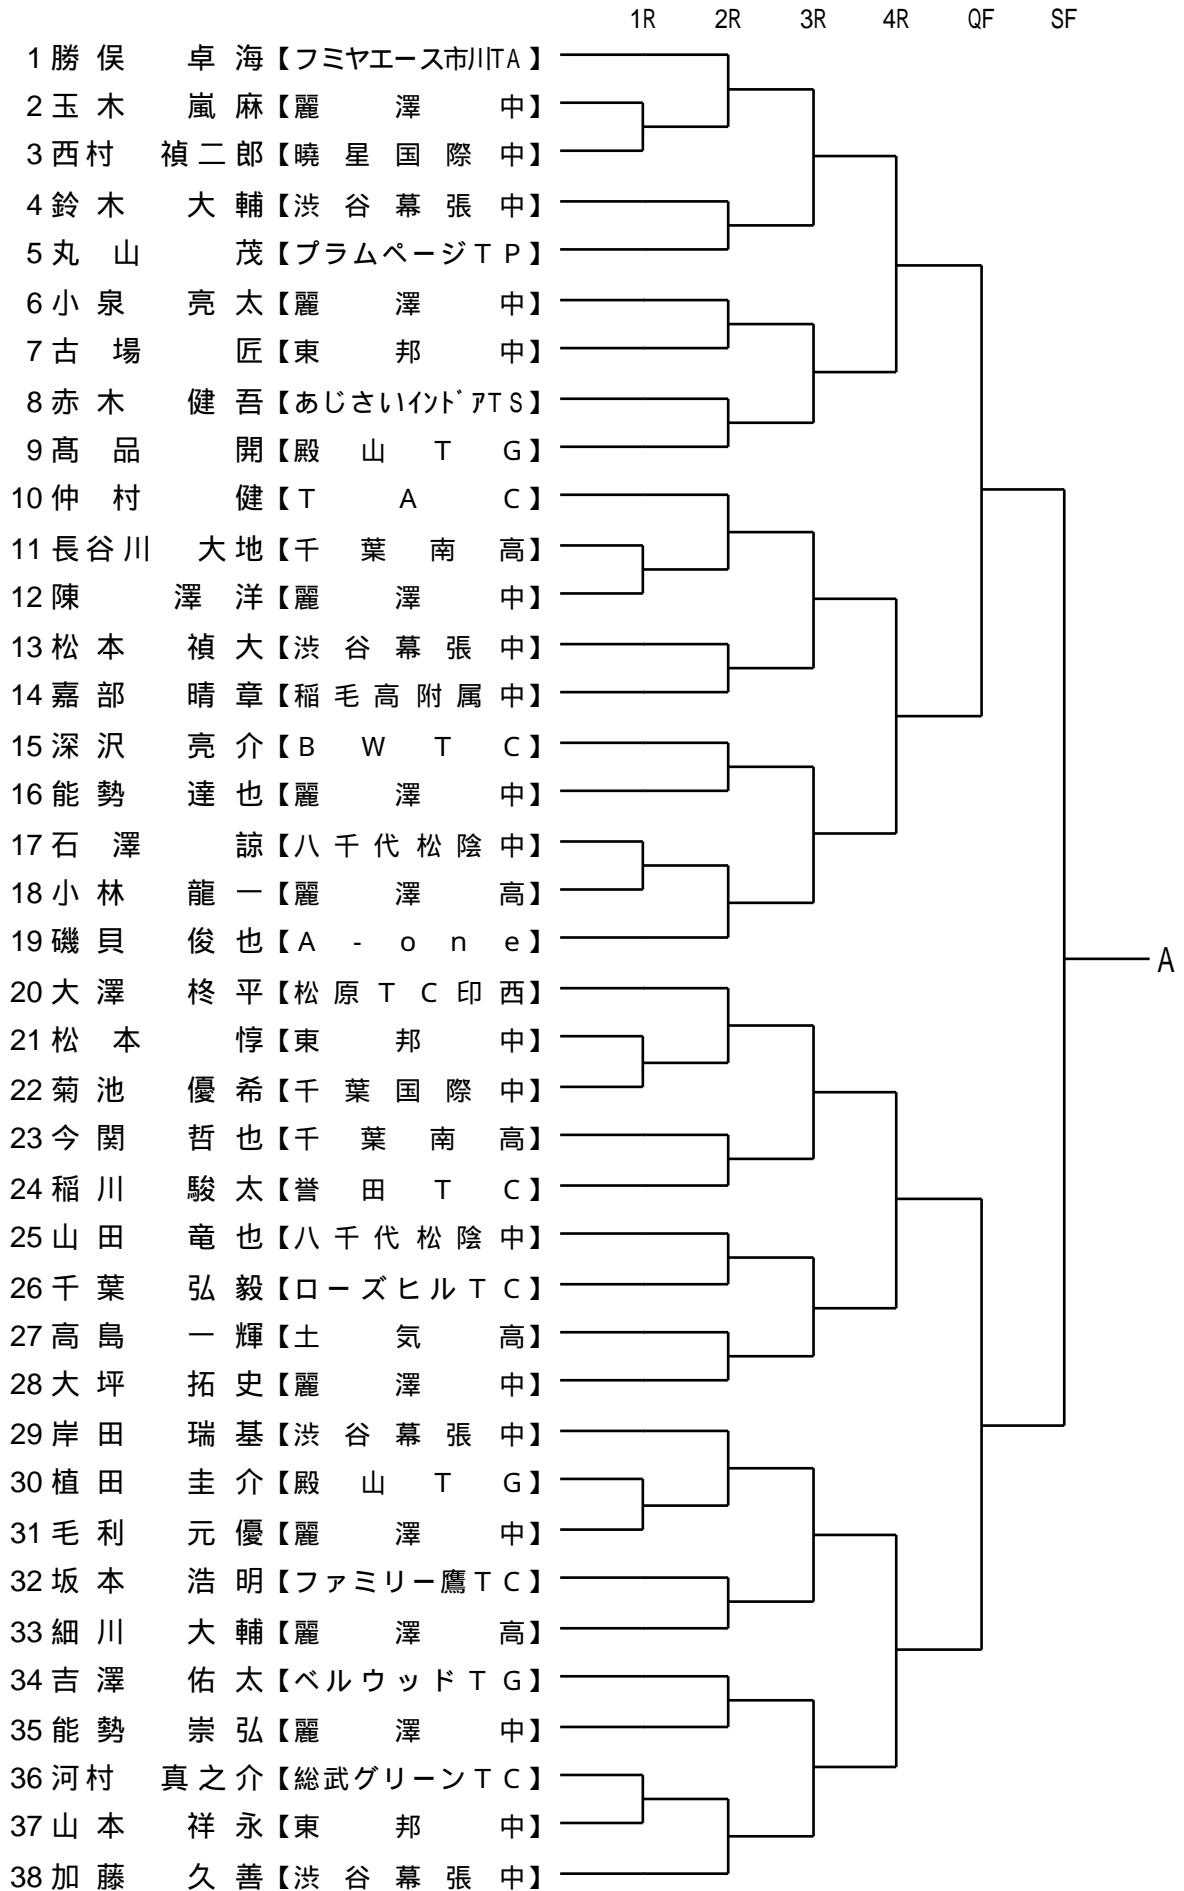 1R 2R 3R 4R QF SF
1 勝俣 卓海【フミヤエース市川TA】
2 玉木 嵐麻【麗澤中】
3 西村 禎二郎【暁星国際中】
4 鈴木 大輔【渋谷幕張中】
5 丸山 茂【プラムページTP】
6 小泉 亮太【麗澤中】
7 古場 匠【東邦中】
8 赤木 健吾【あじさいインドアTS】
9 髙品 開【殿山TG】
10 仲村 健【TAC】
11 長谷川 大地【千葉南高】
12 陳 澤洋【麗澤中】
13 松本 禎大【渋谷幕張中】
14 嘉部 晴章【稲毛高附属中】
15 深沢 亮介【BWTC】
16 能勢 達也【麗澤中】
17 石澤 諒【八千代松陰中】
18 小林 龍一【麗澤高】
19 磯貝 俊也【A-one】
A
20 大澤 柊平【松原TC印西】
21 松本 惇【東邦中】
22 菊池 優希【千葉国際中】
23 今関 哲也【千葉南高】
24 稲川 駿太【誉田TC】
25 山田 竜也【八千代松陰中】
26 千葉 弘毅【ローズヒルTC】
27 高島 一輝【土気高】
28 大坪 拓史【麗澤中】
29 岸田 瑞基【渋谷幕張中】
30 植田 圭介【殿山TG】
31 毛利 元優【麗澤中】
32 坂本 浩明【ファミリー鷹TC】
33 細川 大輔【麗澤高】
34 吉澤 佑太【ベルウッドTG】
35 能勢 崇弘【麗澤中】
36 河村 真之介【総武グリーンTC】
37 山本 祥永【東邦中】
38 加藤 久善【渋谷幕張中】